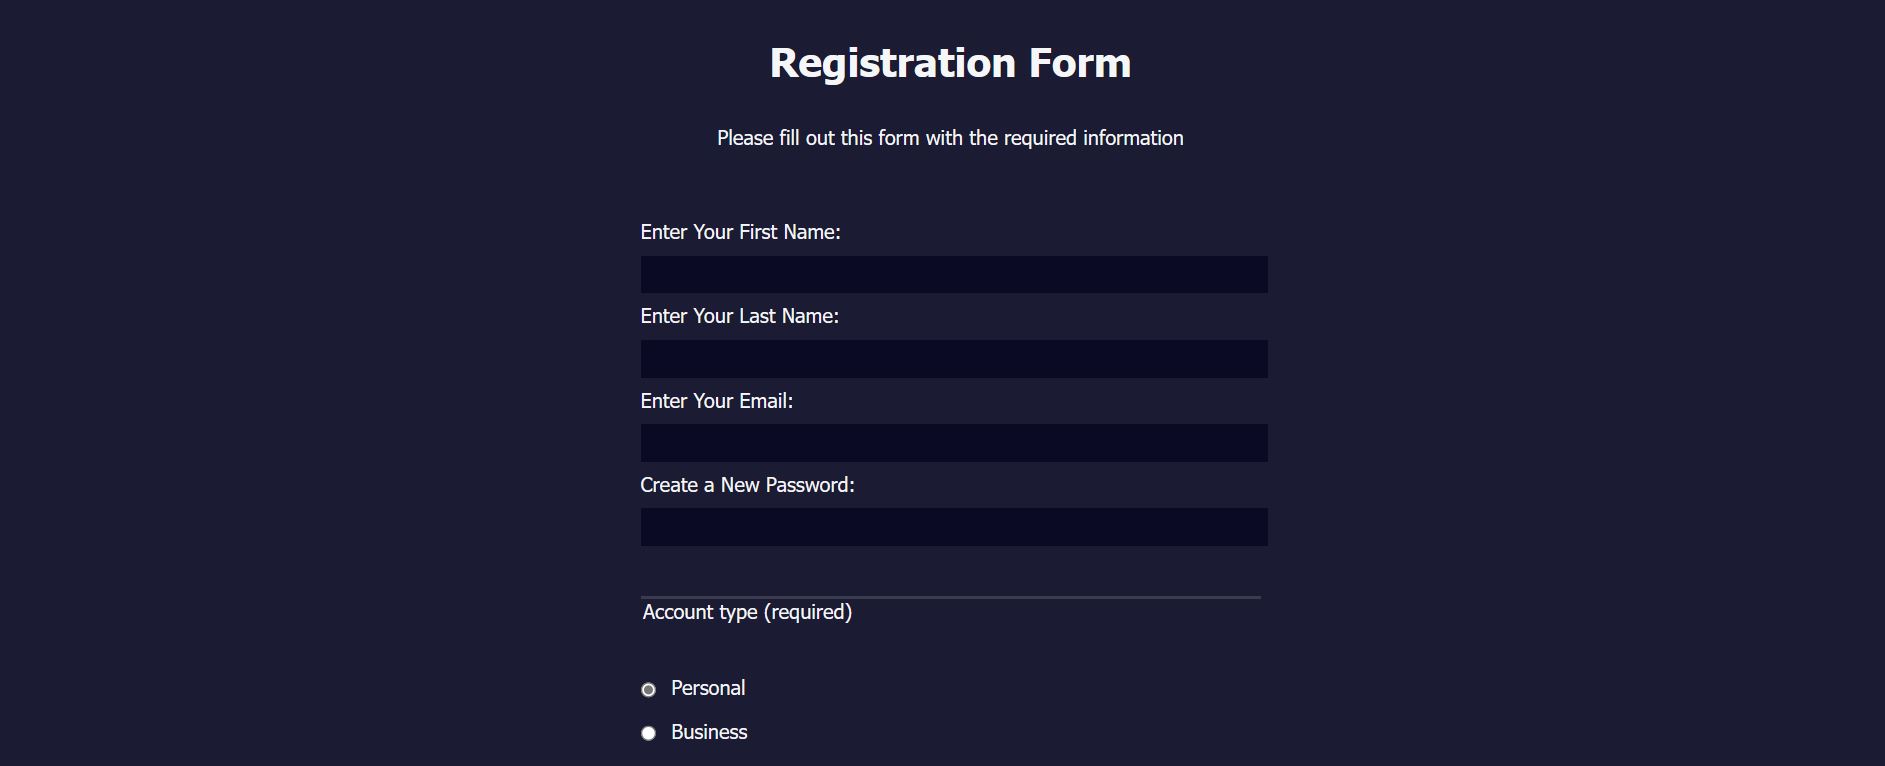 Registration Form
Please fill out this form with the required information
Enter Your First Name:
Enter Your Last Name:
Enter Your Email:
Create a New Password:
Account type (required)
Personal
Business